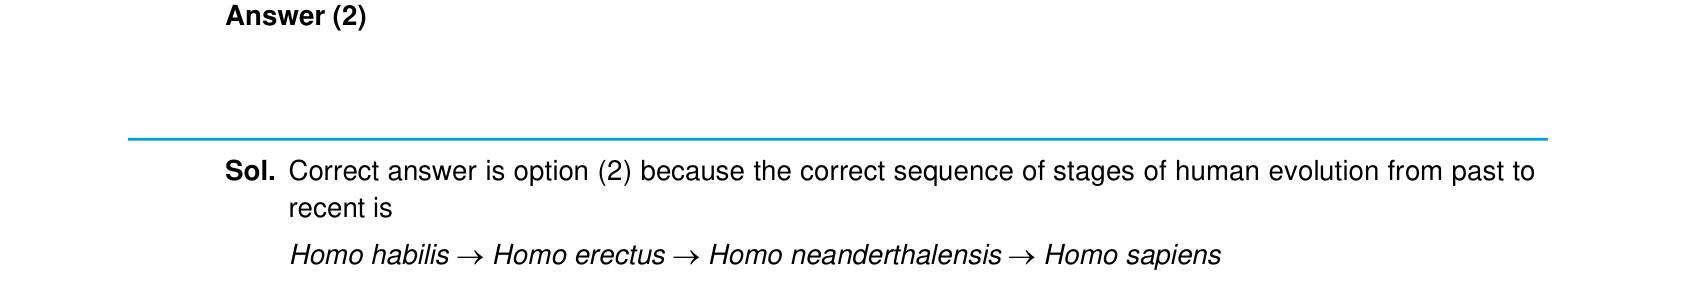 Answer (2)
Sol. Correct answer is option (2) because the correct sequence of stages of human evolution from past to
recent is
Homo habilis → Homo erectus → Homo neanderthalensis → Homo sapiens